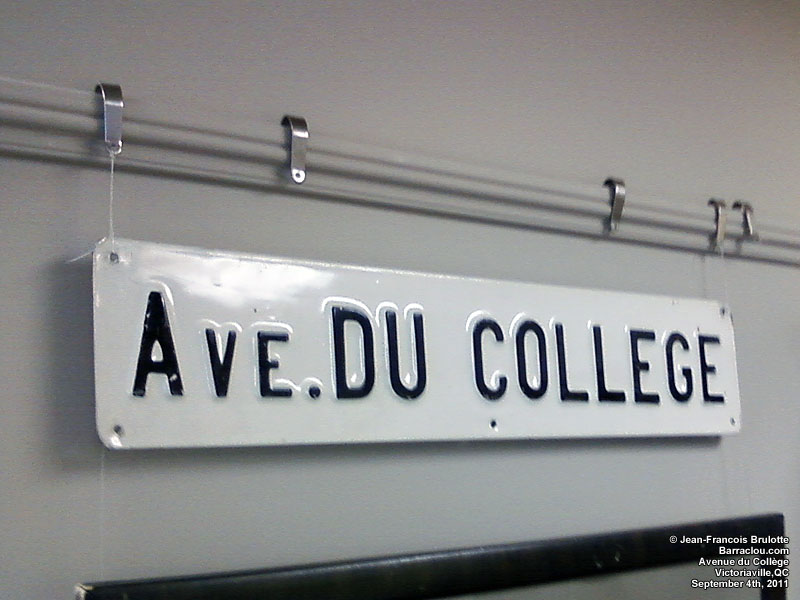 AVE. DU COLLEGE
© Jean-Francois Brulotte
Barraclou.com
Avenue du Collège
Victoriaville,QC
September 4th, 2011